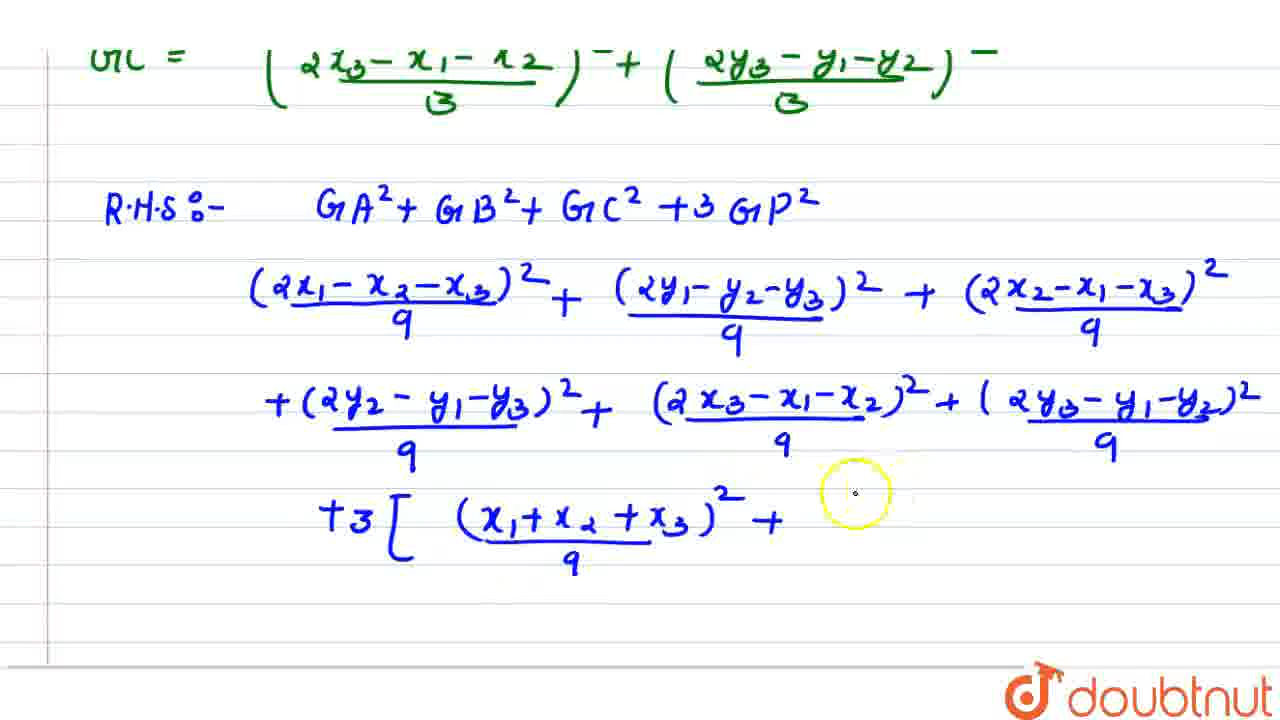 GC = (2x₃ - x₁ - x₂ / 3)² + (2y₃ - y₁ - y₂ / 3)²
R.H.S :- GA² + GB² + GC² + 3 GP²
(2x₁ - x₂ - x₃)² / 9 + (2y₁ - y₂ - y₃)² / 9 + (2x₂ - x₁ - x₃)² / 9
+ (2y₂ - y₁ - y₃)² / 9 + (2x₃ - x₁ - x₂)² / 9 + (2y₃ - y₁ - y₂)² / 9
+ 3 [ (x₁ + x₂ + x₃)² / 9 +
doubtnut